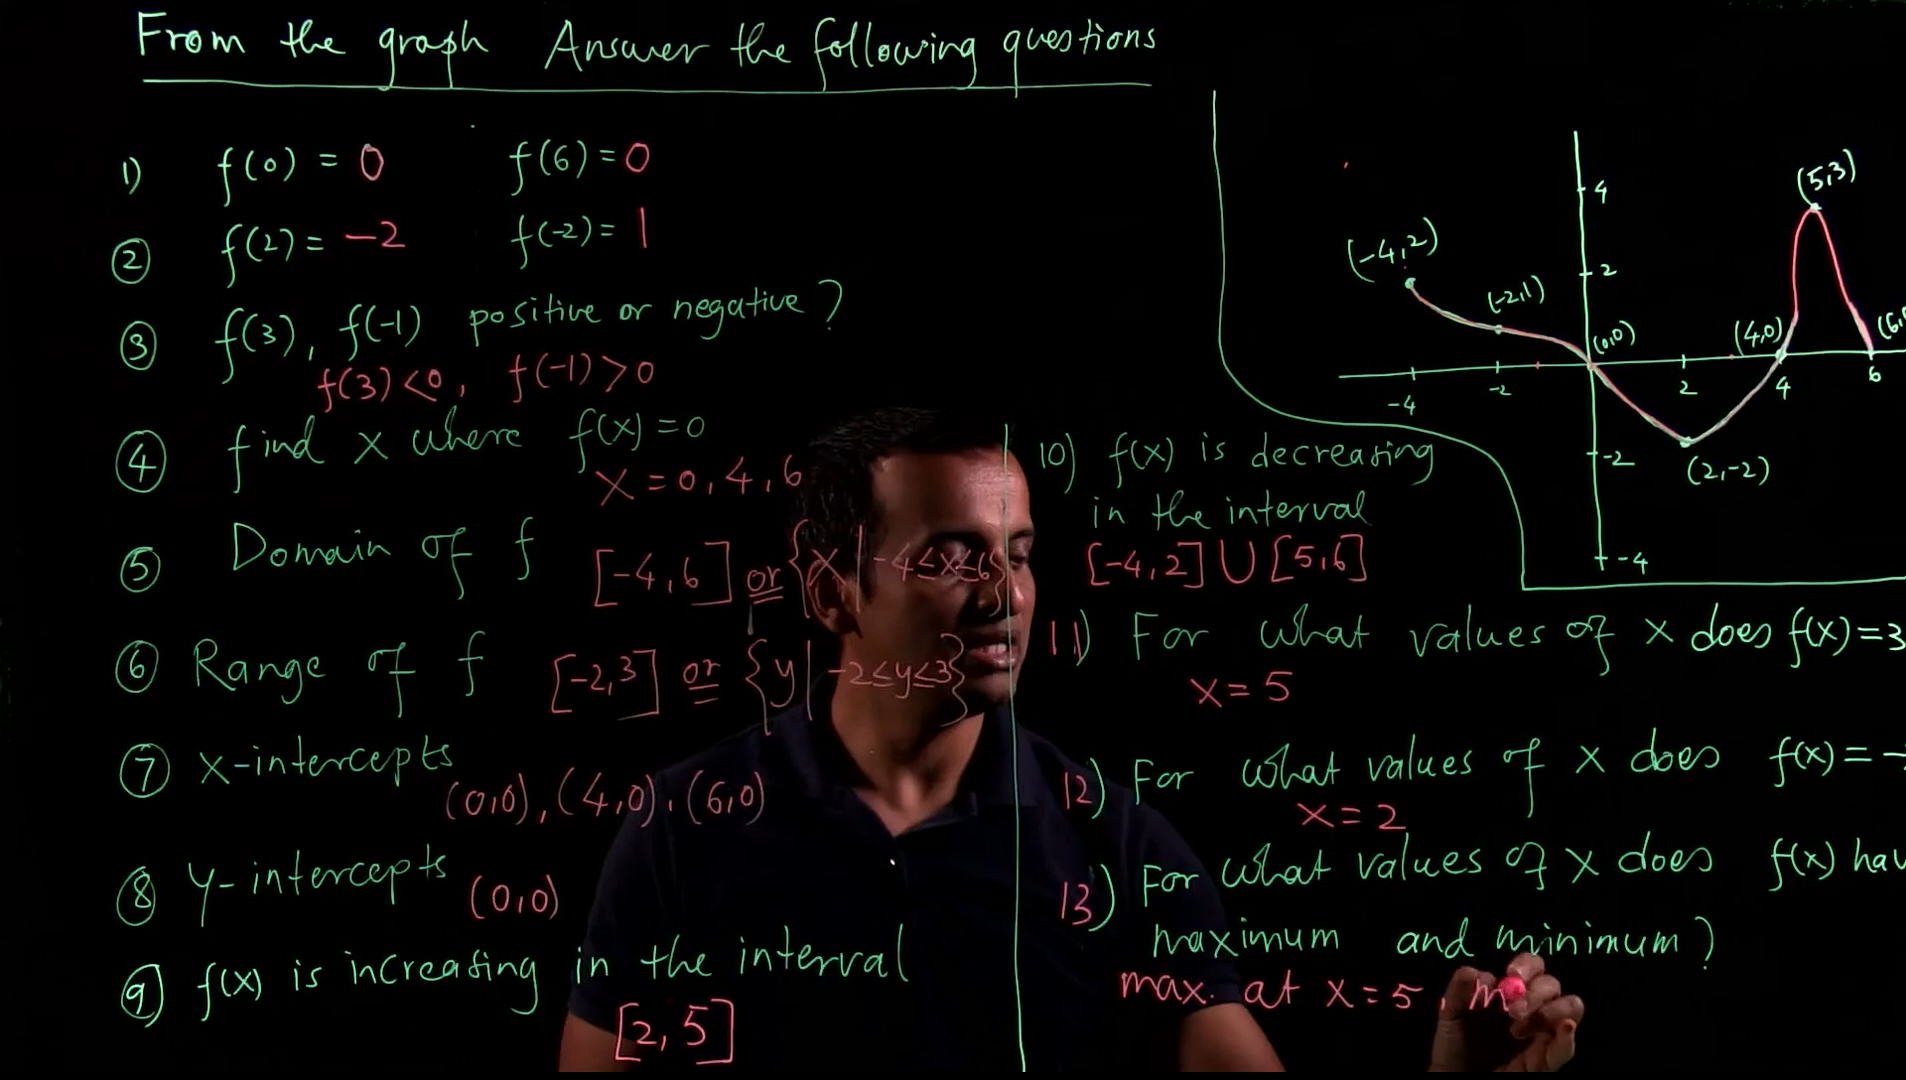 From the graph Answer the following questions
1) f(0) = 0 f(6) = 0
② f(2) = -2 f(-2) = 1
③ f(3), f(-1) positive or negative?
f(3) < 0, f(-1) > 0
④ find x where f(x) = 0
x = 0, 4, 6
⑤ Domain of f [-4, 6] or {x | -4 ≤ x ≤ 6}
⑥ Range of f [-2, 3] or {y | -2 ≤ y ≤ 3}
⑦ x-intercepts
(0,0), (4,0), (6,0)
⑧ y-intercepts
(0,0)
⑨ f(x) is increasing in the interval
[2, 5]
10) f(x) is decreasing
in the interval
[-4, 2] ∪ [5, 6]
11) For what values of x does f(x) = 3
x = 5
12) For what values of x does f(x) = -
x = 2
13) For what values of x does f(x) hav
maximum and minimum?
max. at x = 5, m
(5,3)
4
(-4,2)
2
(-2,1)
(0,0)
(4,0)
(6,
-4
-2
2
4
6
-2
(2,-2)
-4